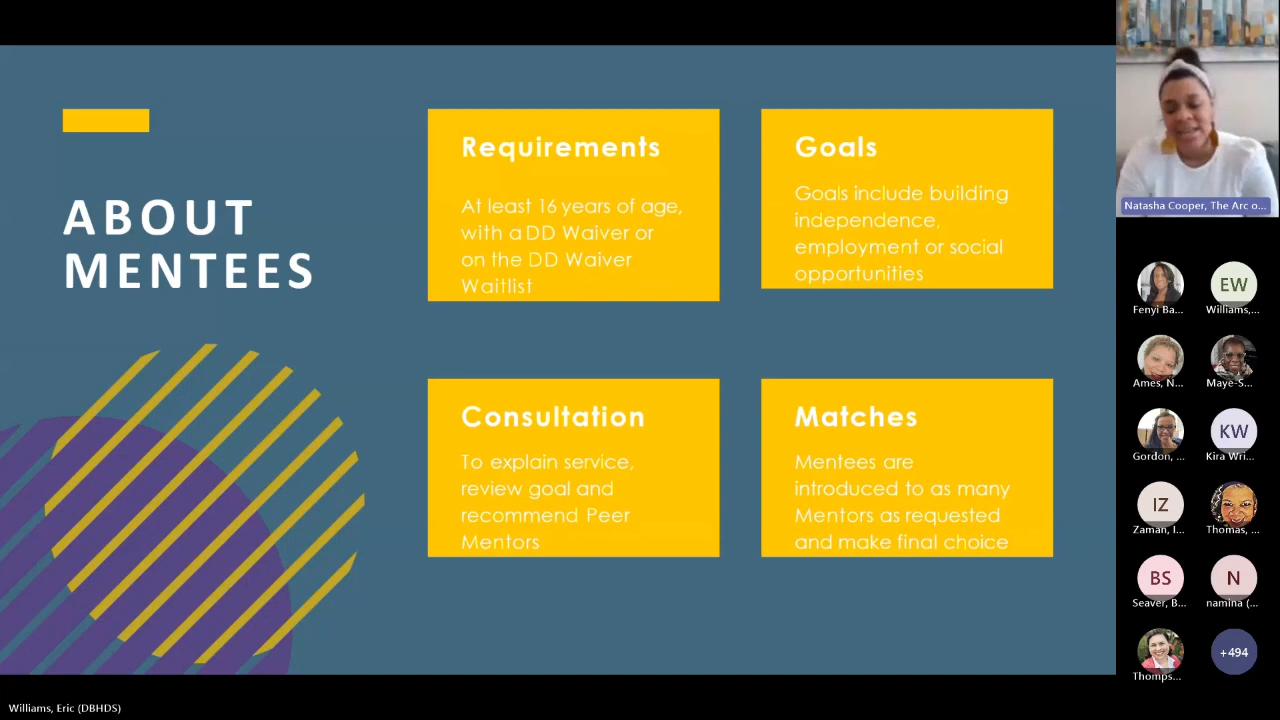 ABOUT
MENTEES
Requirements
At least 16 years of age,
with a DD Waiver or
on the DD Waiver
Waitlist
Goals
Goals include building
independence,
employment or social
opportunities
Consultation
To explain service,
review goal and
recommend Peer
Mentors
Matches
Mentees are
introduced to as many
Mentors as requested
and make final choice
Natasha Cooper, The Arc o...
Fenyi Ba...
EW
Williams,...
Ames, N...
Maye-S...
Gordon, ...
KW
Kira Wri...
IZ
Zaman, I...
Thomas, ...
BS
Seaver, B...
N
namina (...
Thomps...
+494
Williams, Eric (DBHDS)